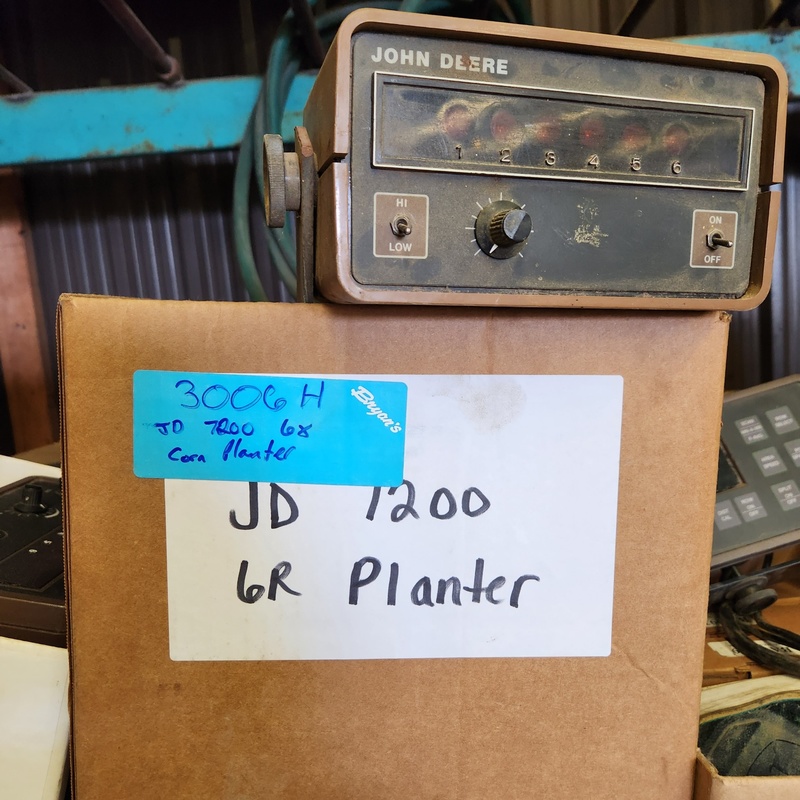 JOHN DEERE
1 2 3 4 5 6
HI
LOW
ON
OFF
3006 H
Bryan's
JD 7200 6R
Corn Planter
JD 7200
6R Planter